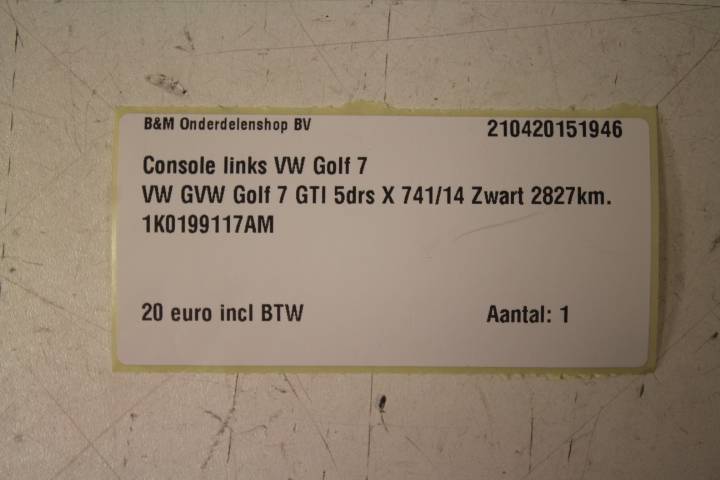 B&M Onderdelenshop BV 210420151946
Console links VW Golf 7
VW GVW Golf 7 GTI 5drs X 741/14 Zwart 2827km.
1K0199117AM
20 euro incl BTW Aantal: 1